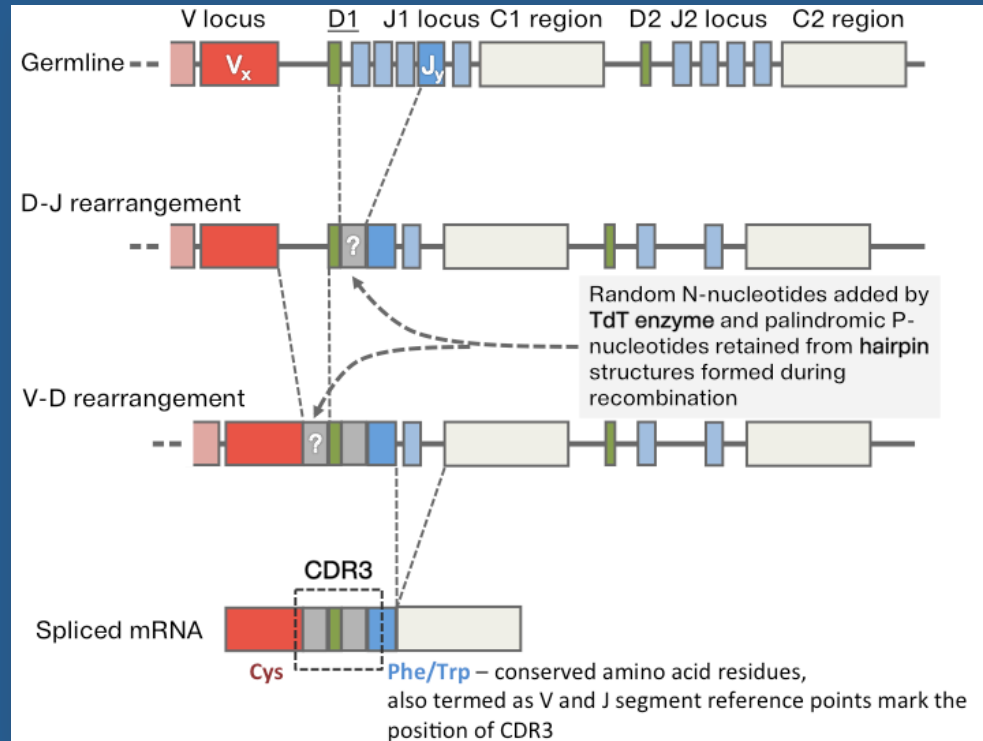 V locus D1 J1 locus C1 region D2 J2 locus C2 region
Germline
Vx Jy
D-J rearrangement
?
Random N-nucleotides added by
TdT enzyme and palindromic P-
nucleotides retained from hairpin
structures formed during
recombination
V-D rearrangement
?
CDR3
Spliced mRNA
Cys Phe/Trp – conserved amino acid residues,
also termed as V and J segment reference points mark the
position of CDR3